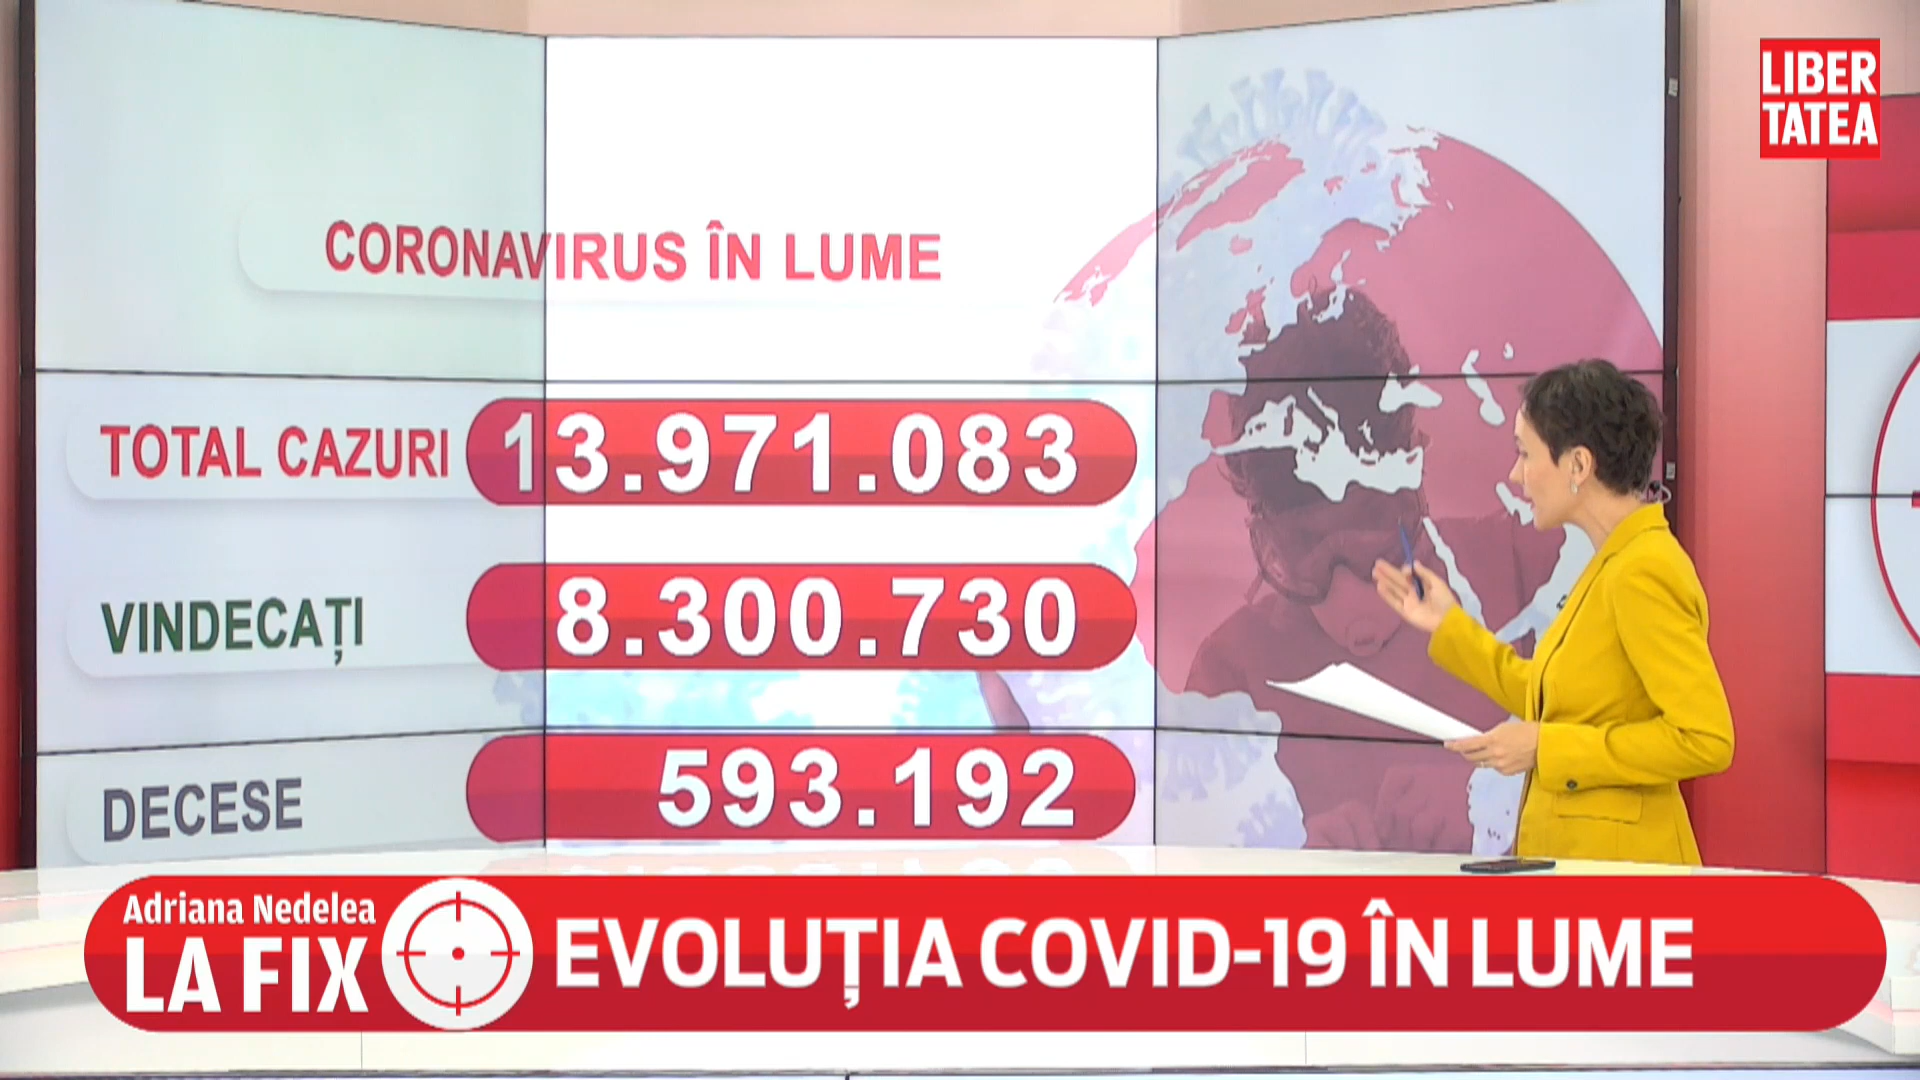 LIBER
TATEA
CORONAVIRUS ÎN LUME
TOTAL CAZURI 13.971.083
VINDECAȚI 8.300.730
DECESE 593.192
Adriana Nedelea
LA FIX
EVOLUȚIA COVID-19 ÎN LUME